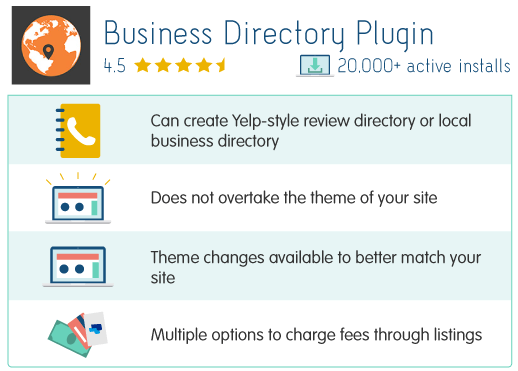 Business Directory Plugin
4.5
20,000+ active installs
Can create Yelp-style review directory or local
business directory
Does not overtake the theme of your site
Theme changes available to better match your
site
Multiple options to charge fees through listings